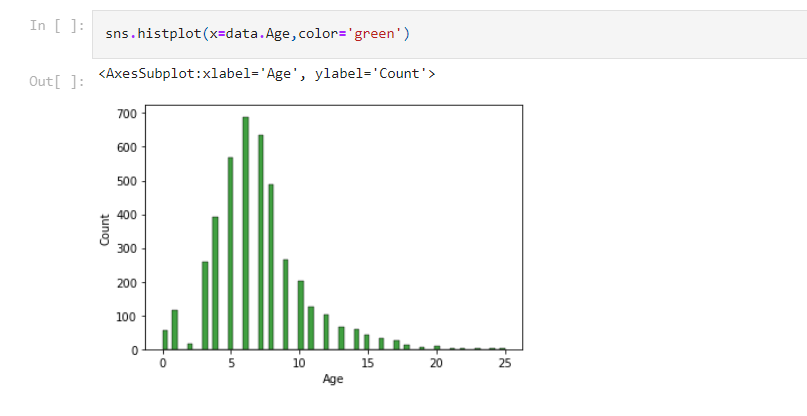 In [ ]: sns.histplot(x=data.Age,color='green')
Out[ ]: <AxesSubplot:xlabel='Age', ylabel='Count'>
700
600
500
400
300
200
100
0
Count
0 5 10 15 20 25
Age